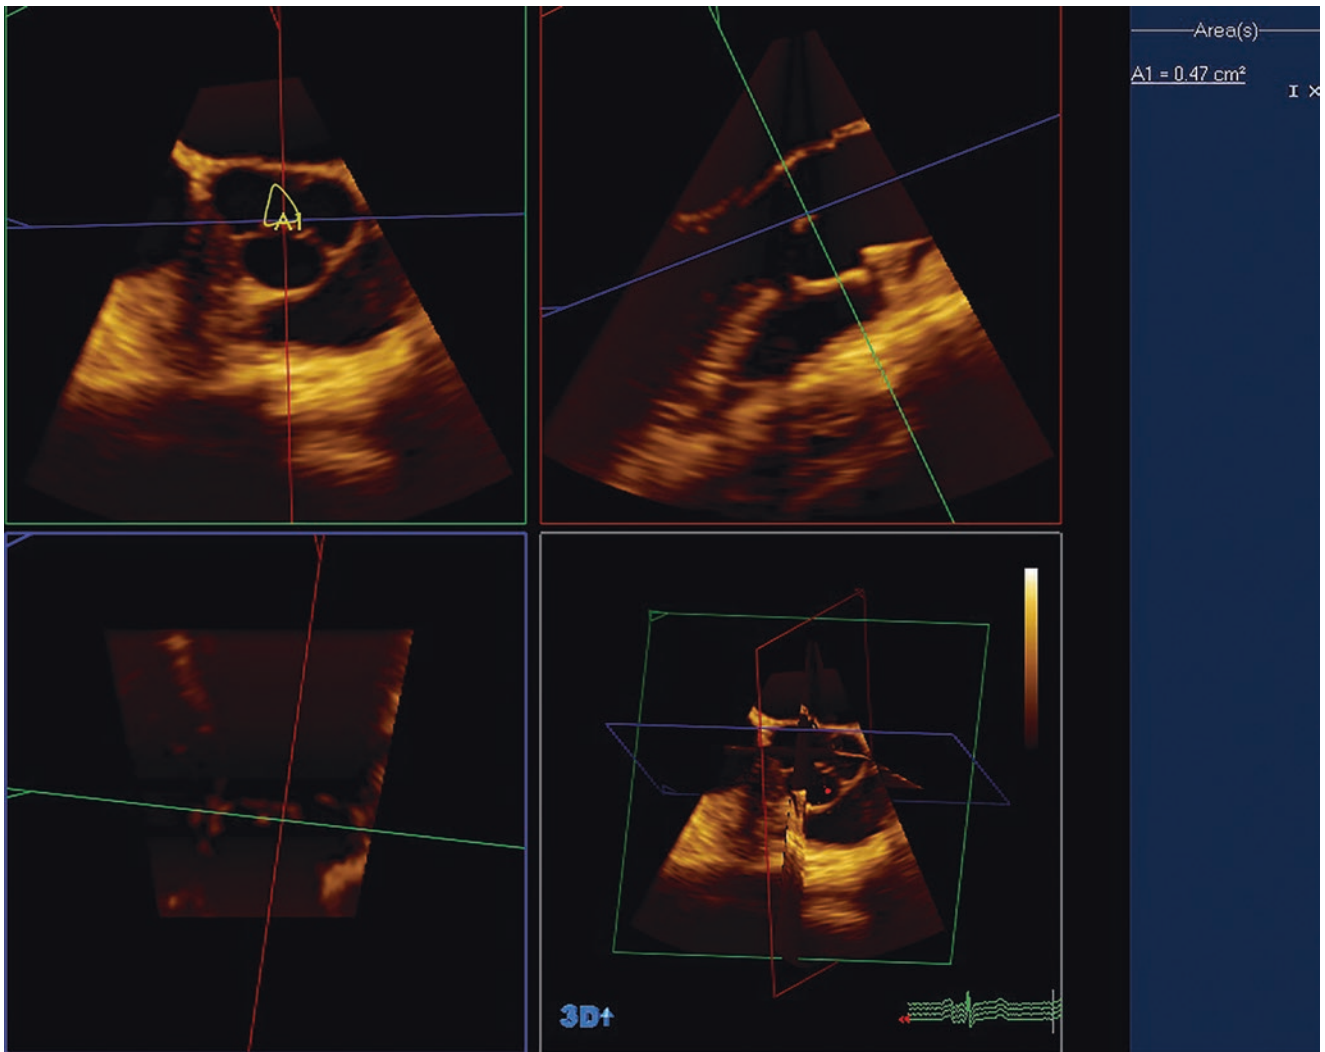 Area(s)
A1 = 0.47 cm²
I ×
A1
3D